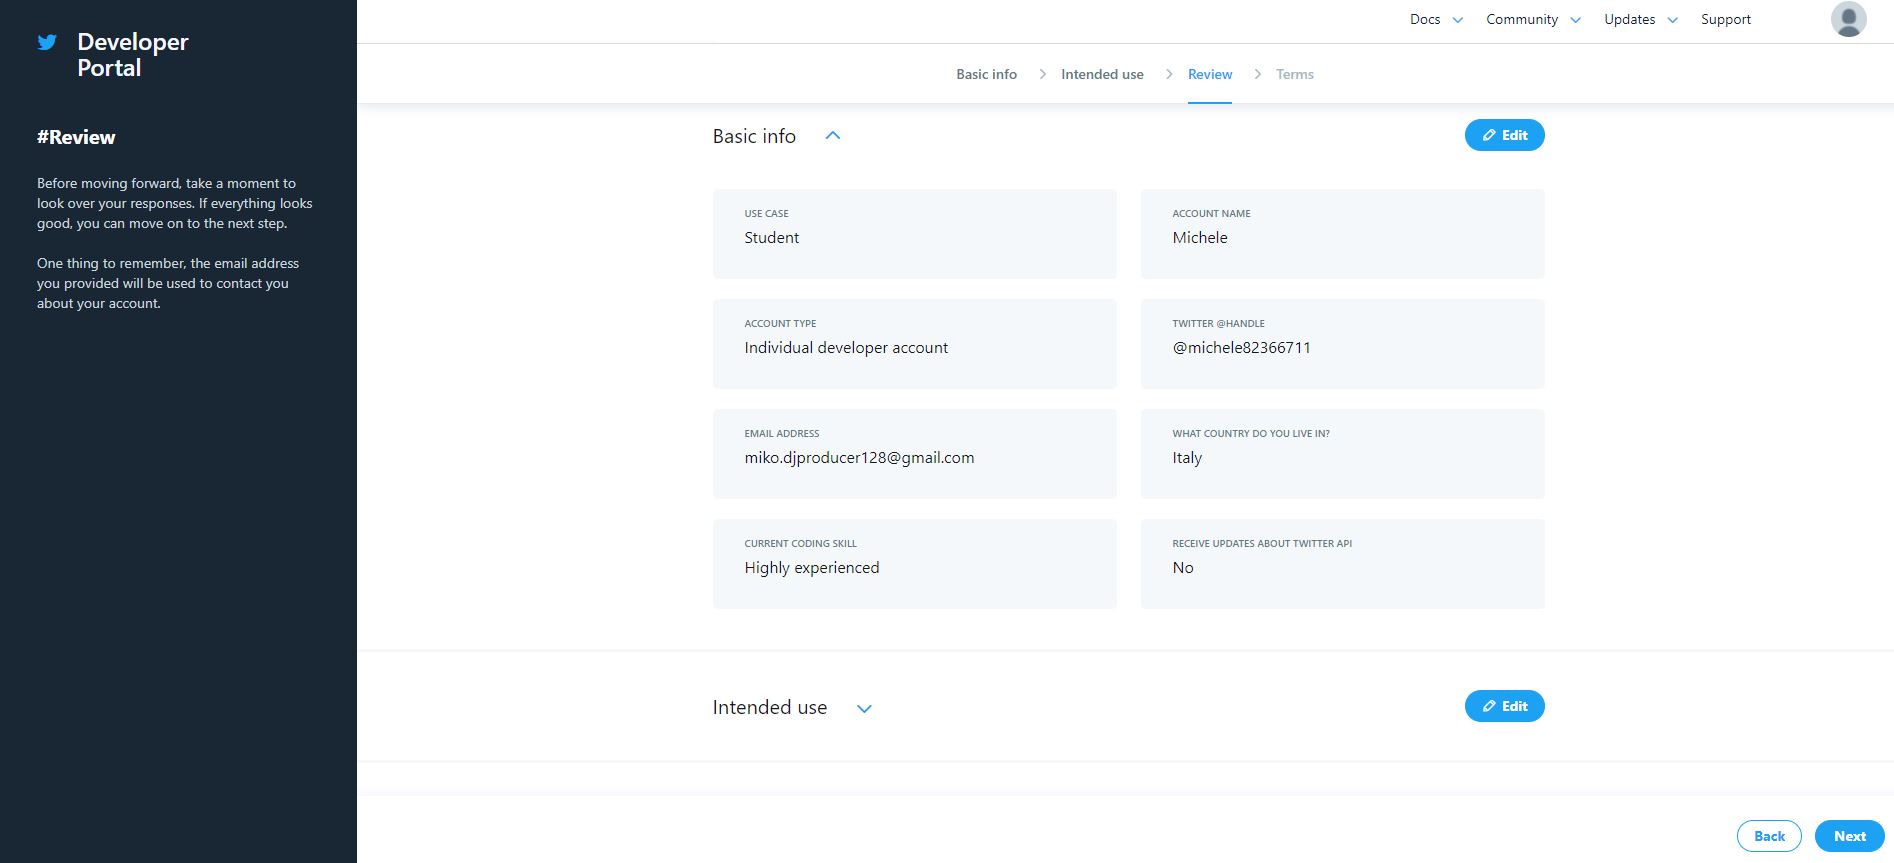 Developer
Portal
#Review
Before moving forward, take a moment to
look over your responses. If everything looks
good, you can move on to the next step.
One thing to remember, the email address
you provided will be used to contact you
about your account.
Docs Community Updates Support
Basic info Intended use Review Terms
Basic info Edit
USE CASE
Student
ACCOUNT NAME
Michele
ACCOUNT TYPE
Individual developer account
TWITTER @HANDLE
@michele82366711
EMAIL ADDRESS
miko.djproducer128@gmail.com
WHAT COUNTRY DO YOU LIVE IN?
Italy
CURRENT CODING SKILL
Highly experienced
RECEIVE UPDATES ABOUT TWITTER API
No
Intended use Edit
Back Next